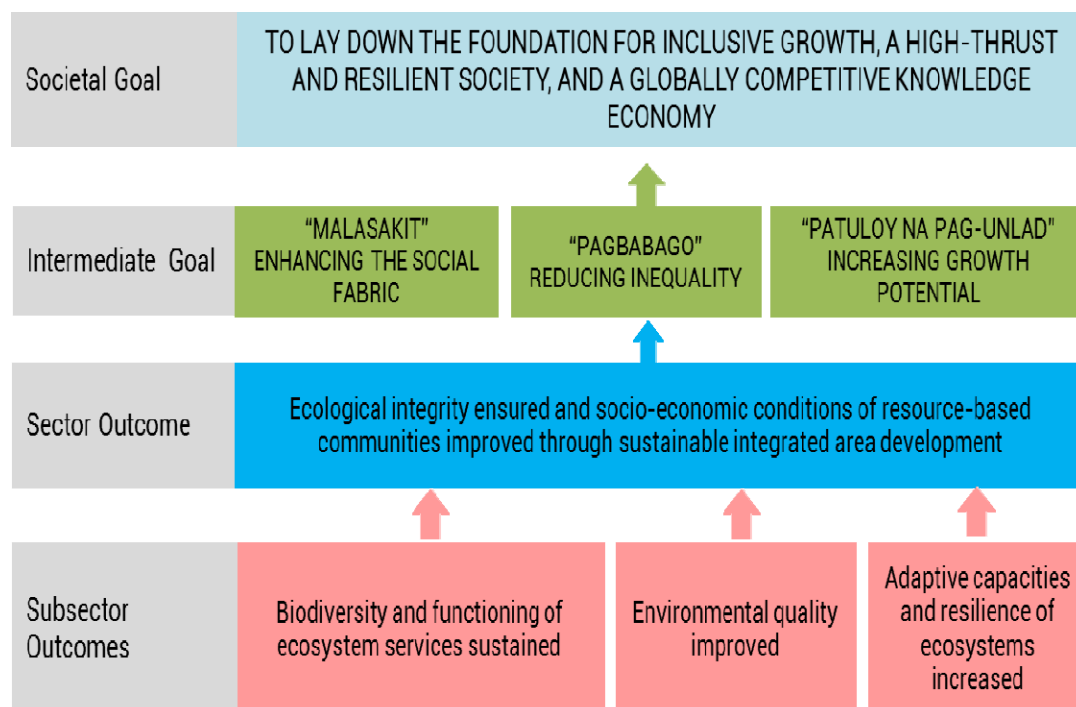 Societal Goal
TO LAY DOWN THE FOUNDATION FOR INCLUSIVE GROWTH, A HIGH-THRUST
AND RESILIENT SOCIETY, AND A GLOBALLY COMPETITIVE KNOWLEDGE
ECONOMY
Intermediate Goal
“MALASAKIT”
ENHANCING THE SOCIAL
FABRIC
“PAGBABAGO”
REDUCING INEQUALITY
“PATULOY NA PAG-UNLAD”
INCREASING GROWTH
POTENTIAL
Sector Outcome
Ecological integrity ensured and socio-economic conditions of resource-based
communities improved through sustainable integrated area development
Subsector
Outcomes
Biodiversity and functioning of
ecosystem services sustained
Environmental quality
improved
Adaptive capacities
and resilience of
ecosystems
increased